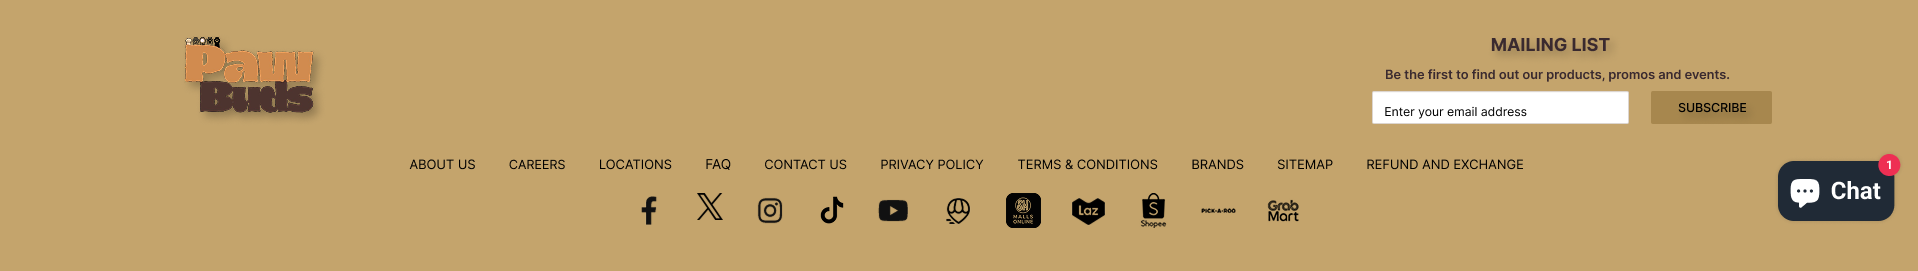 Paw
Buds
MAILING LIST
Be the first to find out our products, promos and events.
Enter your email address
SUBSCRIBE
ABOUT US
CAREERS
LOCATIONS
FAQ
CONTACT US
PRIVACY POLICY
TERMS & CONDITIONS
BRANDS
SITEMAP
REFUND AND EXCHANGE
SM
MALLS
ONLINE
Laz
S
Shopee
PICK-A-ROO
Grab
Mart
1
Chat